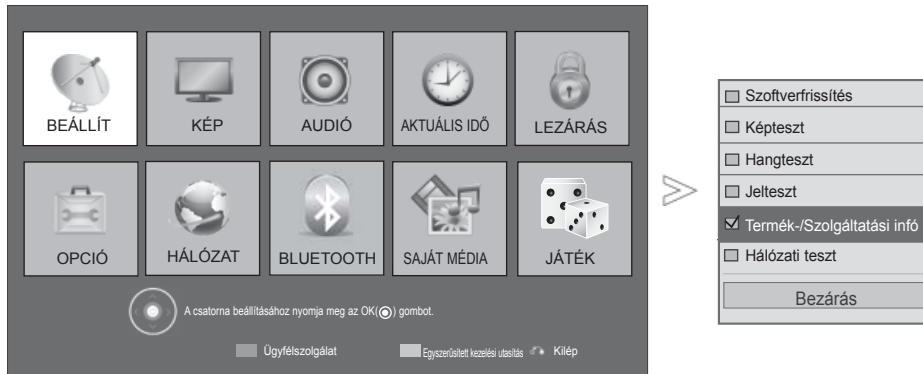 BEÁLLÍT
KÉP
AUDIÓ
AKTUÁLIS IDŐ
LEZÁRÁS
OPCIÓ
HÁLÓZAT
BLUETOOTH
SAJÁT MÉDIA
JÁTÉK
A csatorna beállításához nyomja meg az OK(◉) gombot.
Ügyfélszolgálat
Egyszerűsített kezelési utasítás
Kilép
Szoftverfrissítés
Képteszt
Hangteszt
Jelteszt
Termék-/Szolgáltatási infó
Hálózati teszt
Bezárás